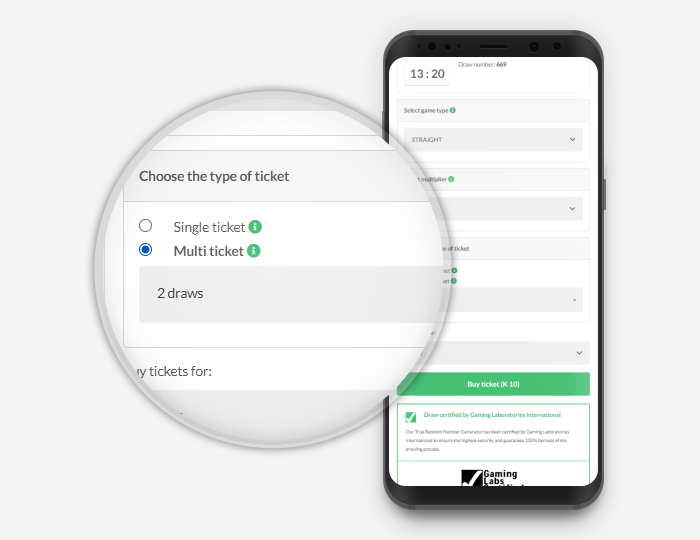 13 : 20
Draw number: 669
Select game type
STRAIGHT
multiplier
Choose the type of ticket
Single ticket
Multi ticket
2 draws
tickets for:
of ticket
Buy ticket (K 10)
Draw certified by Gaming Laboratories International
Our True Random Number Generator has been certified by Gaming Laboratories
International to ensure the highest security and guarantee 100% fairness of the
drawing process.
Gaming
Labs